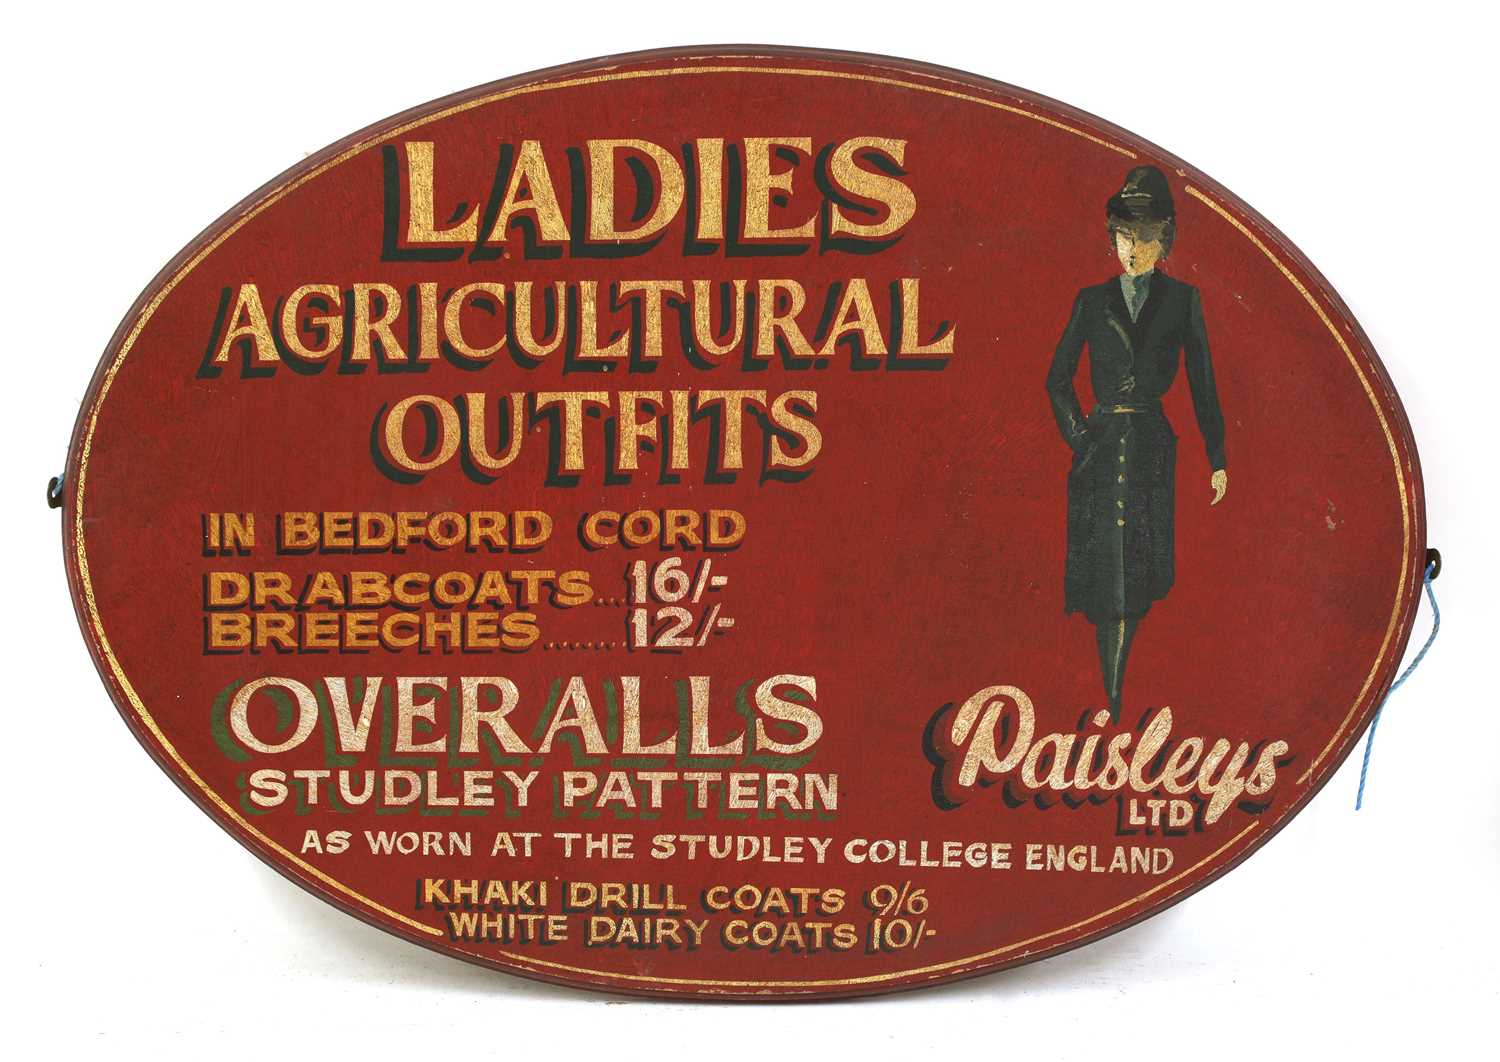 LADIES
AGRICULTURAL
OUTFITS
IN BEDFORD CORD
DRABCOATS...16/-
BREECHES........12/-
OVERALLS
STUDLEY PATTERN
Paisleys
LTD
AS WORN AT THE STUDLEY COLLEGE ENGLAND
KHAKI DRILL COATS 9/6
WHITE DAIRY COATS 10/-